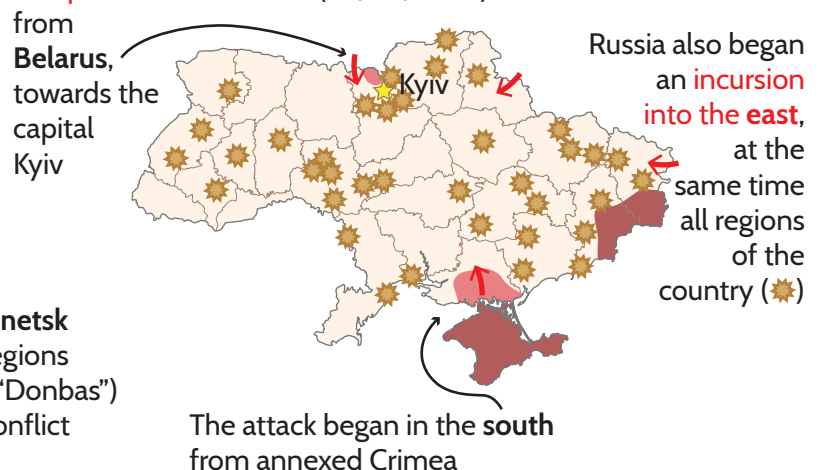 from
Belarus,
towards the
capital
Kyiv
Kyiv
Russia also began
an incursion
into the east,
at the
same time
all regions
of the
country ( )
netsk
egions
“Donbas”)
onflict
The attack began in the south
from annexed Crimea